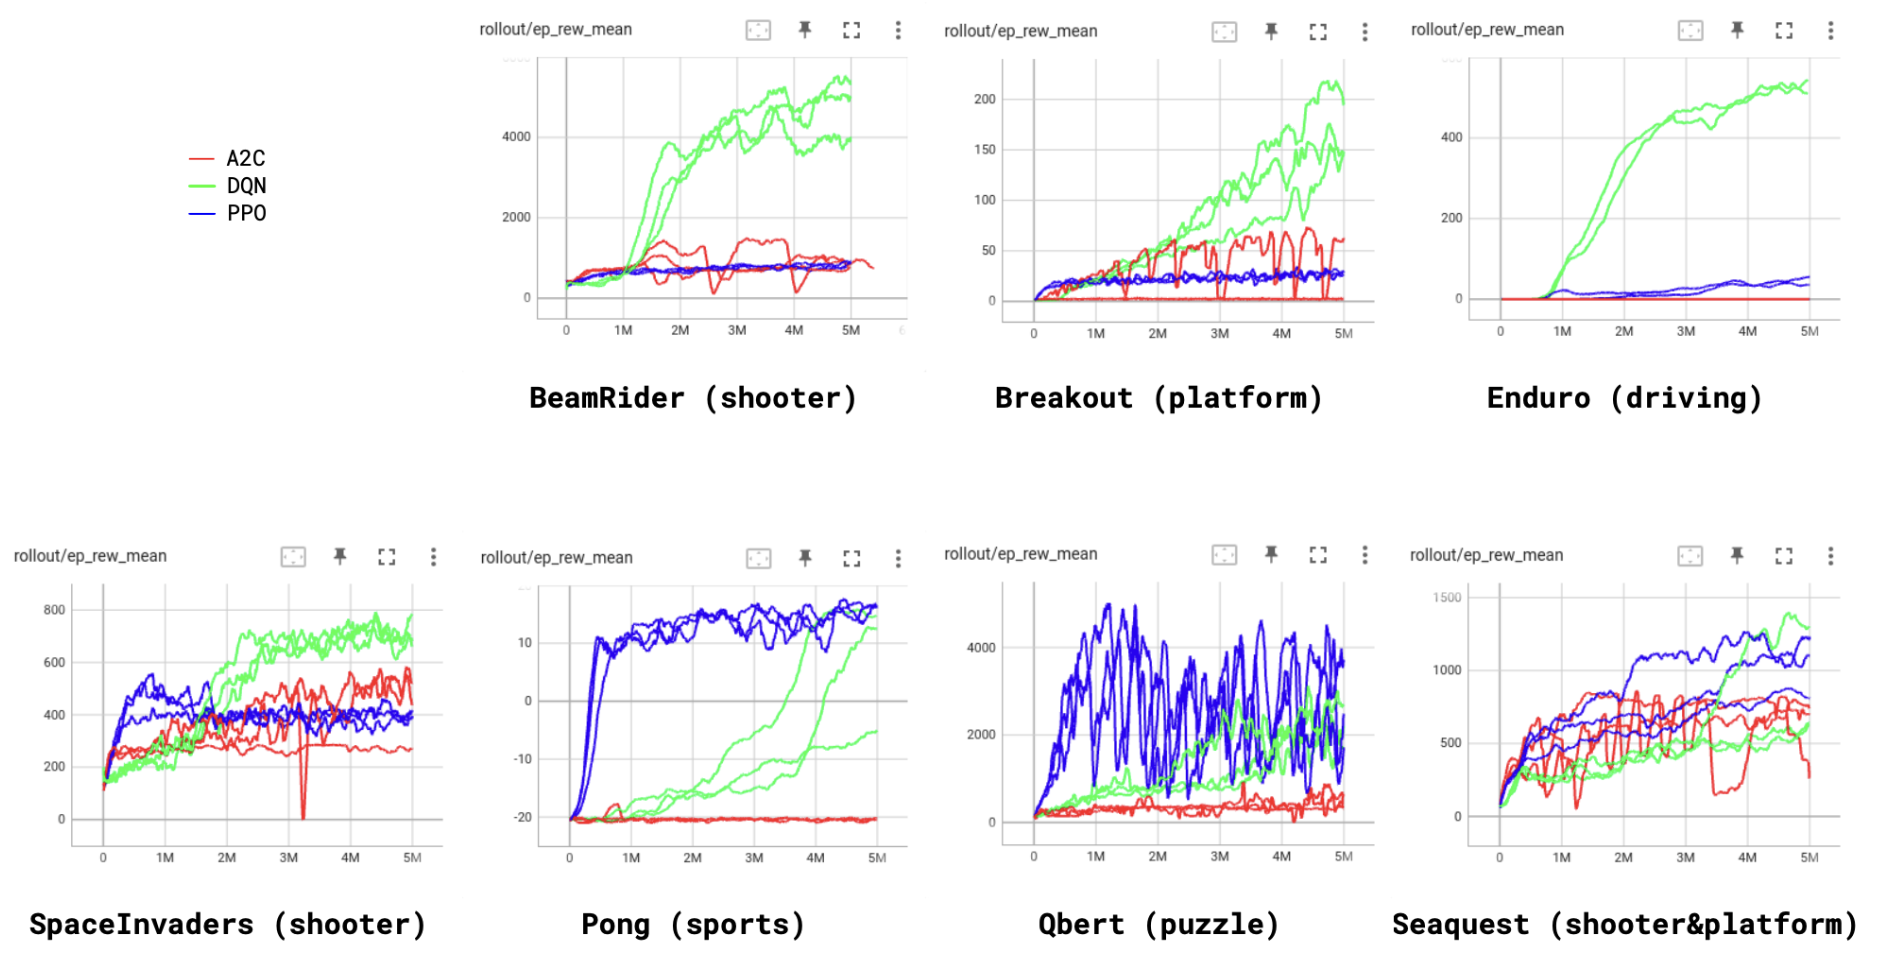 rollout/ep_rew_mean
4000
2000
0
0 1M 2M 3M 4M 5M 6
BeamRider (shooter)
rollout/ep_rew_mean
200
150
100
50
0
0 1M 2M 3M 4M 5M
Breakout (platform)
rollout/ep_rew_mean
400
200
0
0 1M 2M 3M 4M 5M
Enduro (driving)
A2C
DQN
PPO
rollout/ep_rew_mean
800
600
400
200
0
0 1M 2M 3M 4M 5M
SpaceInvaders (shooter)
rollout/ep_rew_mean
10
0
-10
-20
0 1M 2M 3M 4M 5M
Pong (sports)
rollout/ep_rew_mean
4000
2000
0
0 1M 2M 3M 4M 5M
Qbert (puzzle)
rollout/ep_rew_mean
1500
1000
500
0
0 1M 2M 3M 4M 5M
Seaquest (shooter&platform)